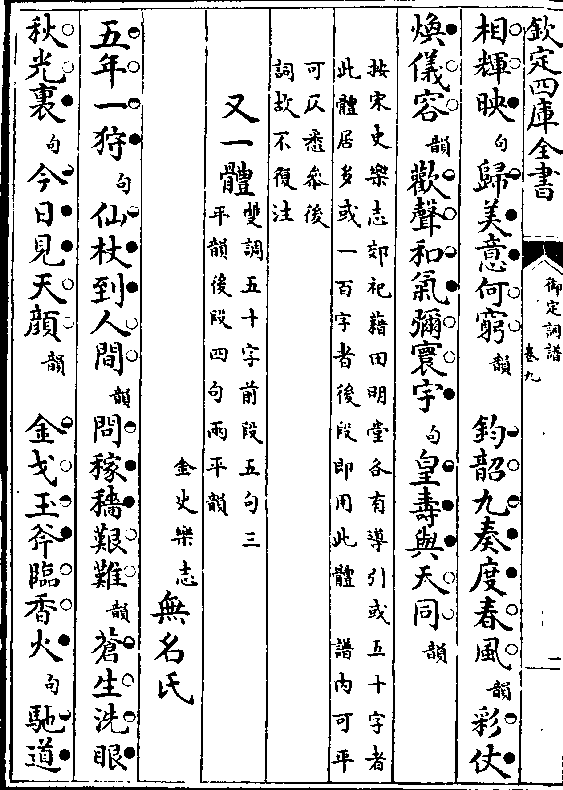 欽定四庫全書
御定詞譜
卷九
二
相輝映句歸美意何窮韻　鈞韶九奏度春風韻彩仗
煥儀容韻歡聲和氣彌寰宇句皇壽與天同韻
按宋史樂志郊祀藉田明堂各有導引或五十字者
此體居多或一百字者後段即用此體　譜內可平
可仄悉參後
詞故不復注
又一體
雙調五十字前段五句三
平韻後段四句兩平韻
金史樂志
無名氏
五年一狩句仙杖到人間韻問稼穡艱難韻蒼生洗眼
秋光裏句今日見天顏韻　金戈玉斧臨香火句馳道